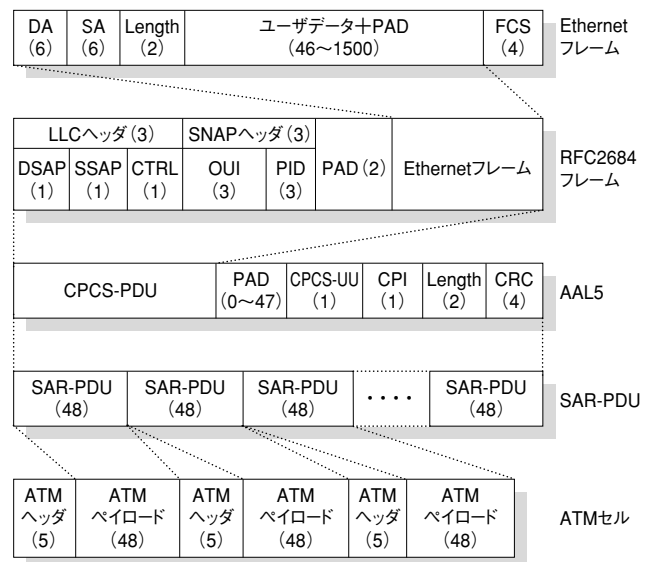 DA SA Length ユーザデータ＋PAD FCS Ethernet
(6) (6) (2) (46～1500) (4) フレーム
LLCヘッダ(3) SNAPヘッダ(3)
DSAP SSAP CTRL OUI PID PAD(2) Ethernetフレーム RFC2684
(1) (1) (1) (3) (3) フレーム
CPCS-PDU PAD CPCS-UU CPI Length CRC AAL5
(0～47) (1) (1) (2) (4)
SAR-PDU SAR-PDU SAR-PDU ・・・・ SAR-PDU SAR-PDU
(48) (48) (48) (48)
ATM ATM ATM ATM ATM ATM
ヘッダ ペイロード ヘッダ ペイロード ヘッダ ペイロード ATMセル
(5) (48) (5) (48) (5) (48)